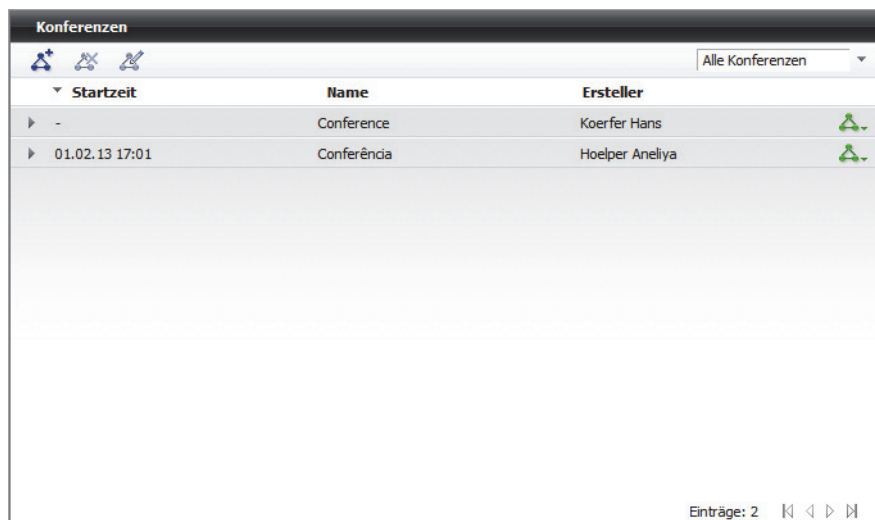 Konferenzen
Alle Konferenzen
Startzeit Name Ersteller
- Conference Koerfer Hans
01.02.13 17:01 Conferência Hoelper Aneliya
Einträge: 2